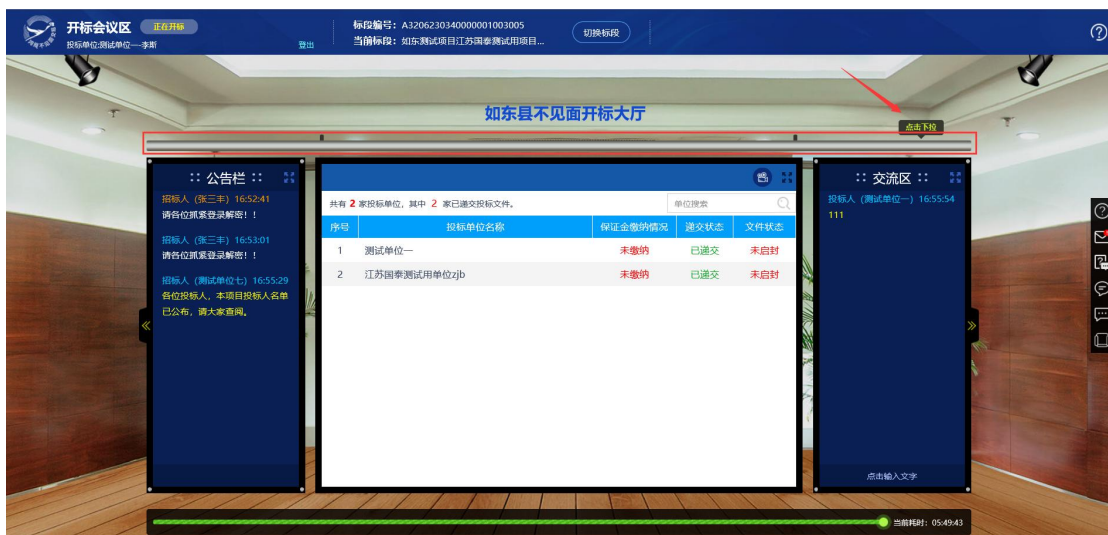 开标会议区 正在开标
投标单位:测试单位一--李斯 登出
标段编号：A3206230340000001003005
当前标段：如东测试项目江苏国泰测试用项目...
切换标段
如东县不见面开标大厅
点击下拉
:: 公告栏 ::
招标人（张三丰）16:52:41
请各位抓紧登录解密！！
招标人（张三丰）16:53:01
请各位抓紧登录解密！！
招标人（测试单位七）16:55:29
各位投标人，本项目投标人名单
已公布，请大家查阅。
共有 2 家投标单位，其中 2 家已递交投标文件。 单位搜索
序号 投标单位名称 保证金缴纳情况 递交状态 文件状态
1 测试单位一 未缴纳 已递交 未启封
2 江苏国泰测试用单位zjb 未缴纳 已递交 未启封
:: 交流区 ::
投标人（测试单位一）16:55:54
111
点击输入文字
当前耗时：05:49:43